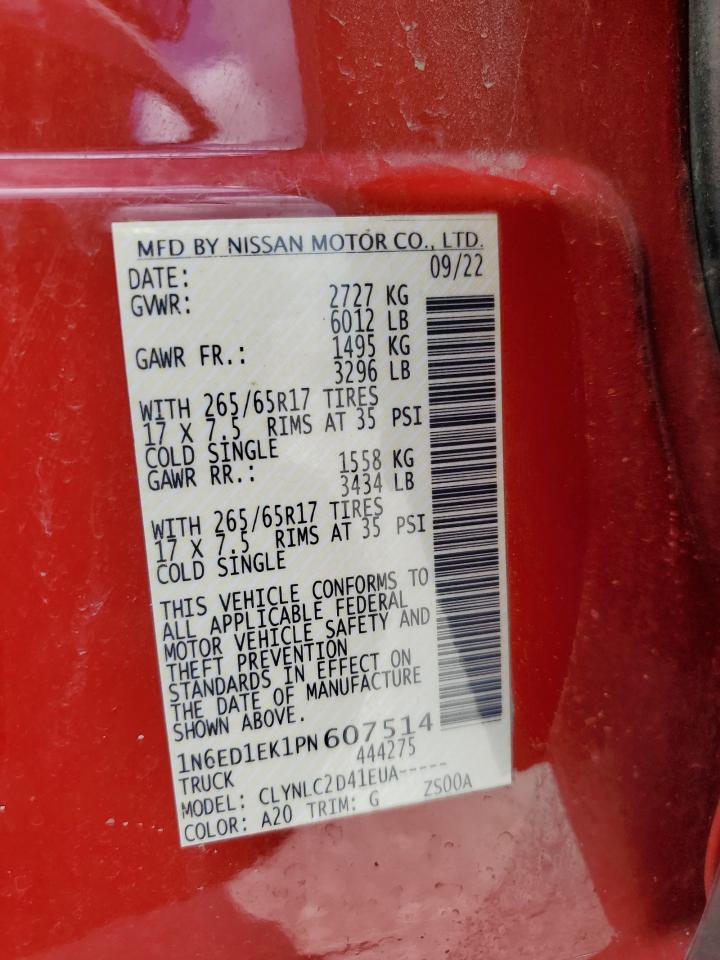 MFD BY NISSAN MOTOR CO., LTD.
DATE: 09/22
GVWR: 2727 KG
6012 LB
GAWR FR.: 1495 KG
3296 LB
WITH 265/65R17 TIRES
17 X 7.5 RIMS AT 35 PSI
COLD SINGLE
GAWR RR.: 1558 KG
3434 LB
WITH 265/65R17 TIRES
17 X 7.5 RIMS AT 35 PSI
COLD SINGLE
THIS VEHICLE CONFORMS TO
ALL APPLICABLE FEDERAL
MOTOR VEHICLE SAFETY AND
THEFT PREVENTION
STANDARDS IN EFFECT ON
THE DATE OF MANUFACTURE
SHOWN ABOVE.
1N6ED1EK1PN607514
TRUCK 444275
MODEL: CLYNLC2D41EUA-----
COLOR: A20 TRIM: G ZS00A